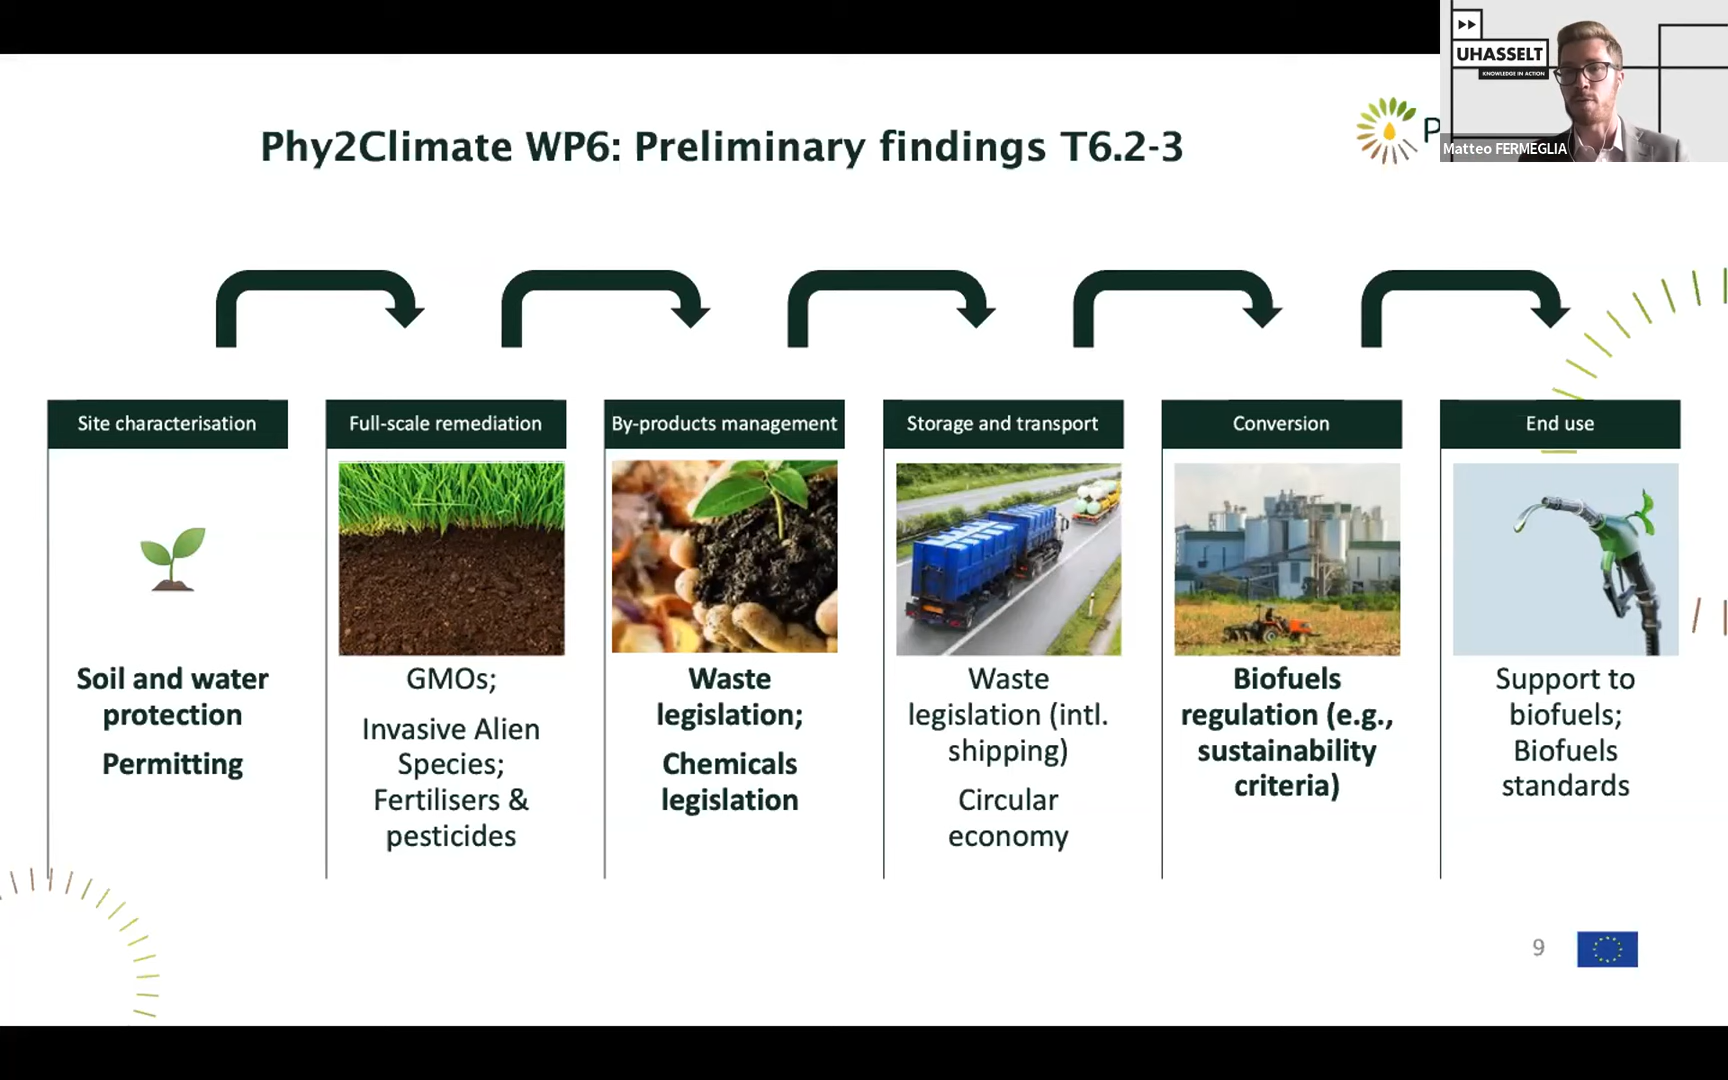 UHASSELT
KNOWLEDGE IN ACTION
Matteo FERMEGLIA
Phy2Climate WP6: Preliminary findings T6.2-3
P
Site characterisation
Soil and water
protection
Permitting
Full-scale remediation
GMOs;
Invasive Alien
Species;
Fertilisers &
pesticides
By-products management
Waste
legislation;
Chemicals
legislation
Storage and transport
Waste
legislation (intl.
shipping)
Circular
economy
Conversion
Biofuels
regulation (e.g.,
sustainability
criteria)
End use
Support to
biofuels;
Biofuels
standards
9